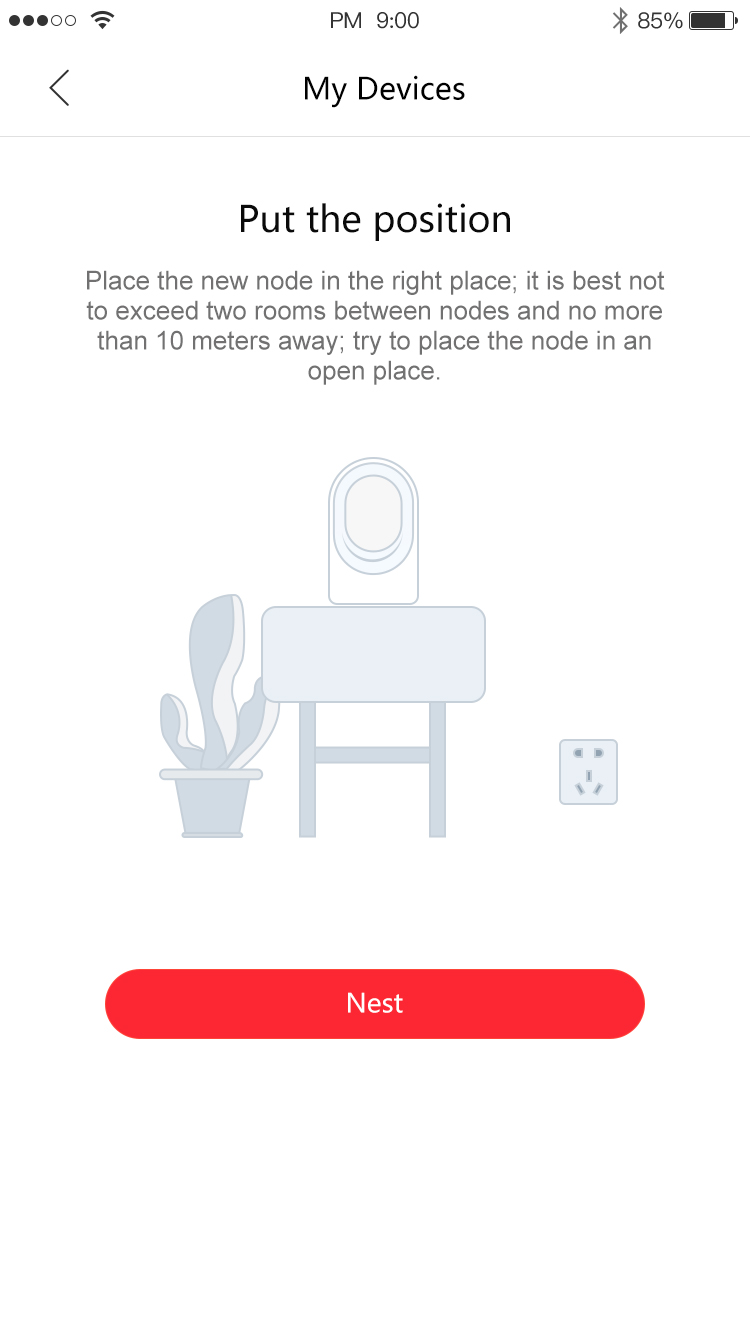 PM 9:00
85%
My Devices
Put the position
Place the new node in the right place; it is best not
to exceed two rooms between nodes and no more
than 10 meters away; try to place the node in an
open place.
Nest